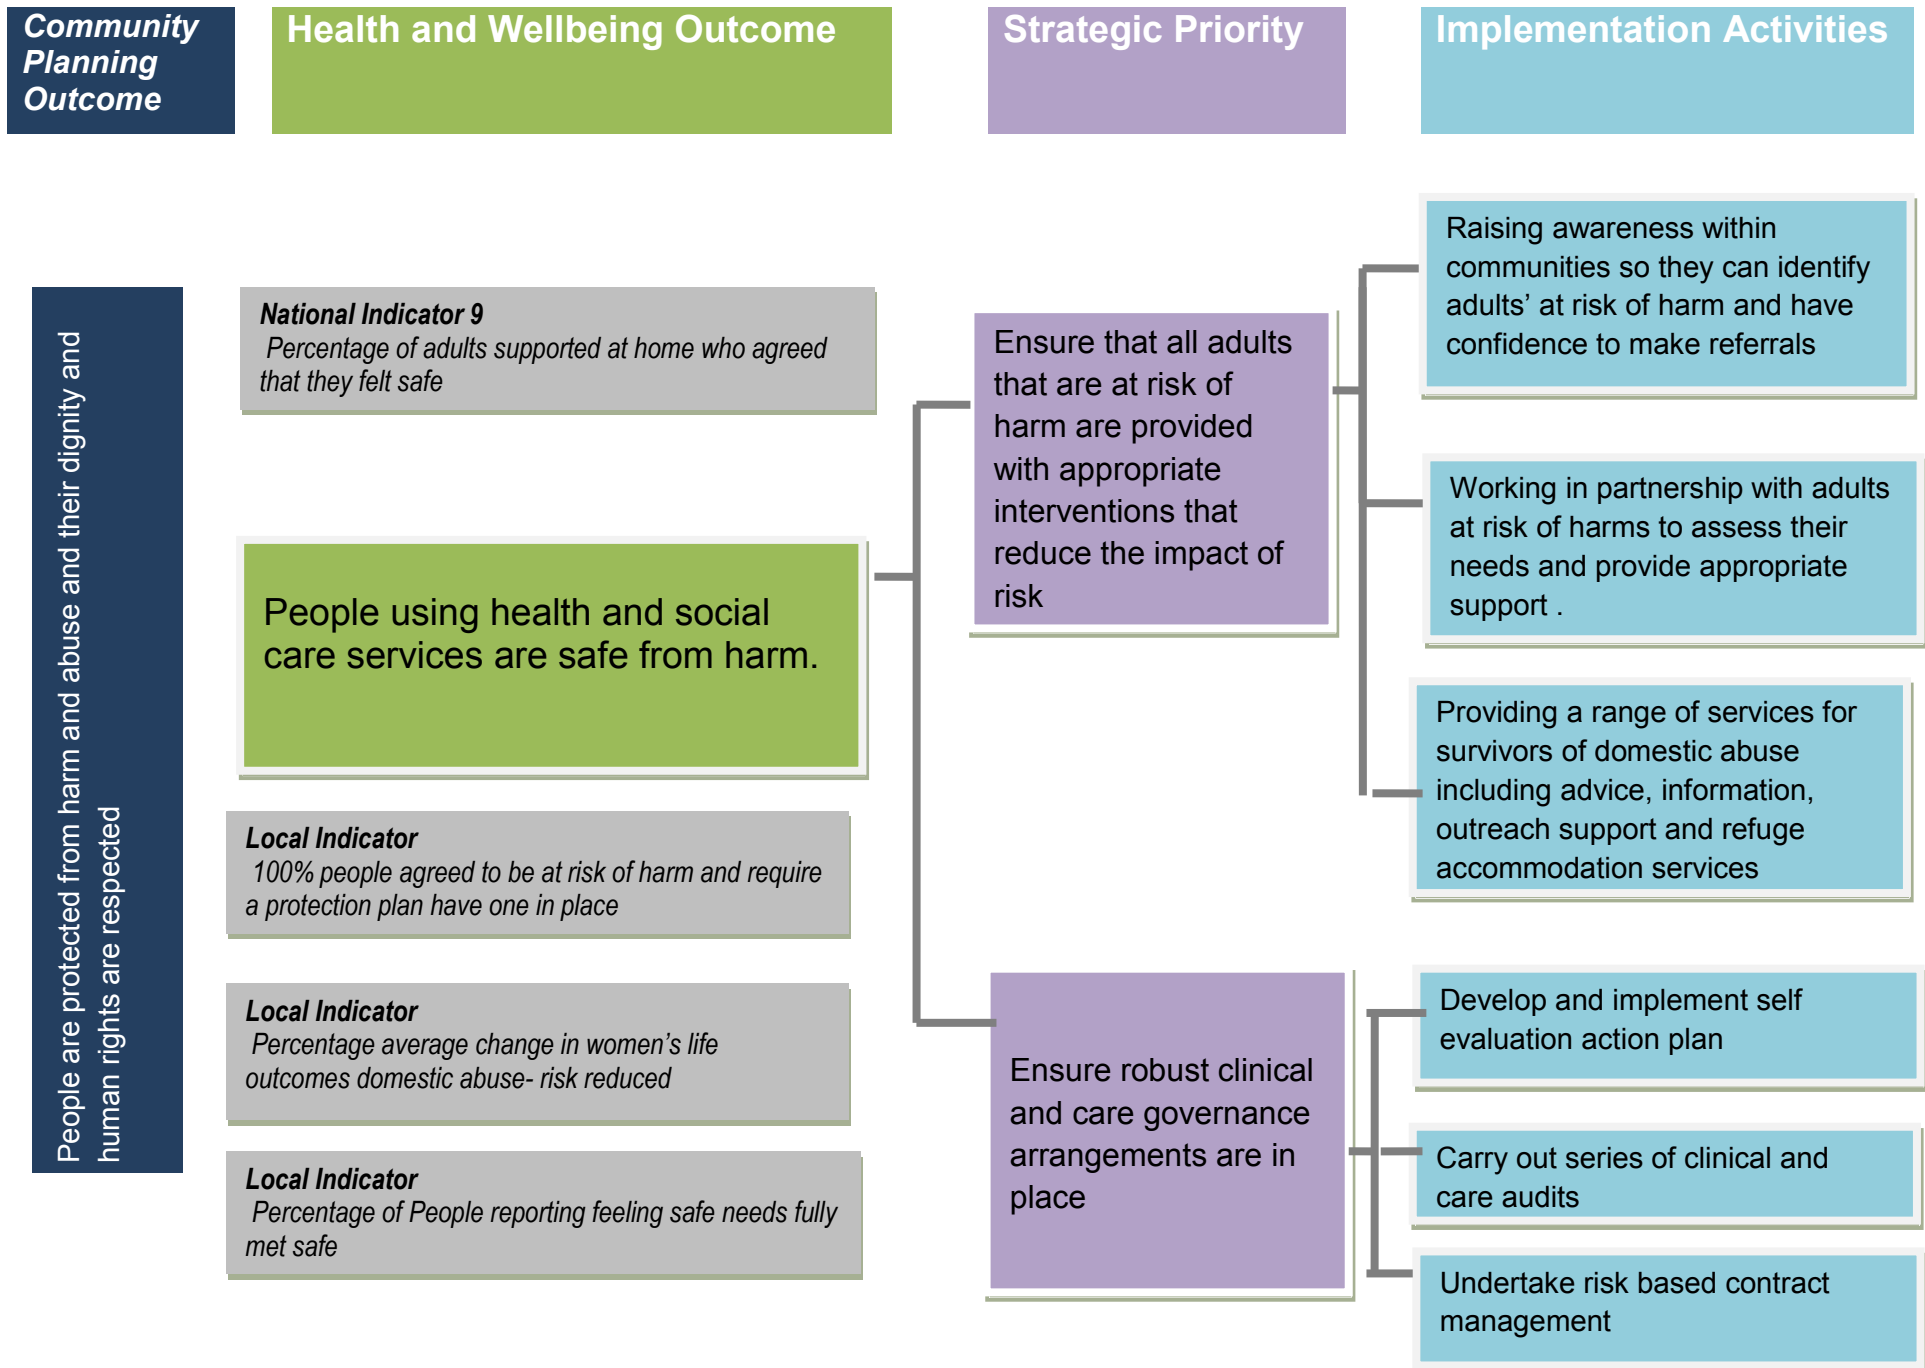 Community
Planning
Outcome
Health and Wellbeing Outcome
Strategic Priority
Implementation Activities
People are protected from harm and abuse and their dignity and
human rights are respected
National Indicator 9
Percentage of adults supported at home who agreed
that they felt safe
People using health and social
care services are safe from harm.
Local Indicator
100% people agreed to be at risk of harm and require
a protection plan have one in place
Local Indicator
Percentage average change in women’s life
outcomes domestic abuse- risk reduced
Local Indicator
Percentage of People reporting feeling safe needs fully
met safe
Ensure that all adults
that are at risk of
harm are provided
with appropriate
interventions that
reduce the impact of
risk
Ensure robust clinical
and care governance
arrangements are in
place
Raising awareness within
communities so they can identify
adults’ at risk of harm and have
confidence to make referrals
Working in partnership with adults
at risk of harms to assess their
needs and provide appropriate
support .
Providing a range of services for
survivors of domestic abuse
including advice, information,
outreach support and refuge
accommodation services
Develop and implement self
evaluation action plan
Carry out series of clinical and
care audits
Undertake risk based contract
management